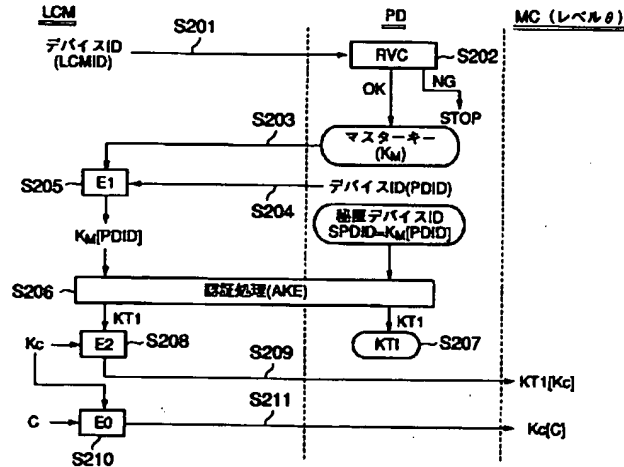 LCM
PD
MC (レベルθ)
デバイスID
(LCMID)
S201
RVC
S202
OK
NG
STOP
S203
マスターキー
(KM)
S205
E1
デバイスID(PDID)
S204
KM[PDID]
秘匿デバイスID
SPDID=KM[PDID]
S206
認証処理(AKE)
KT1
KT1
Kc
E2
S208
KTI
S207
S209
KT1[Kc]
C
E0
S211
Kc[C]
S210